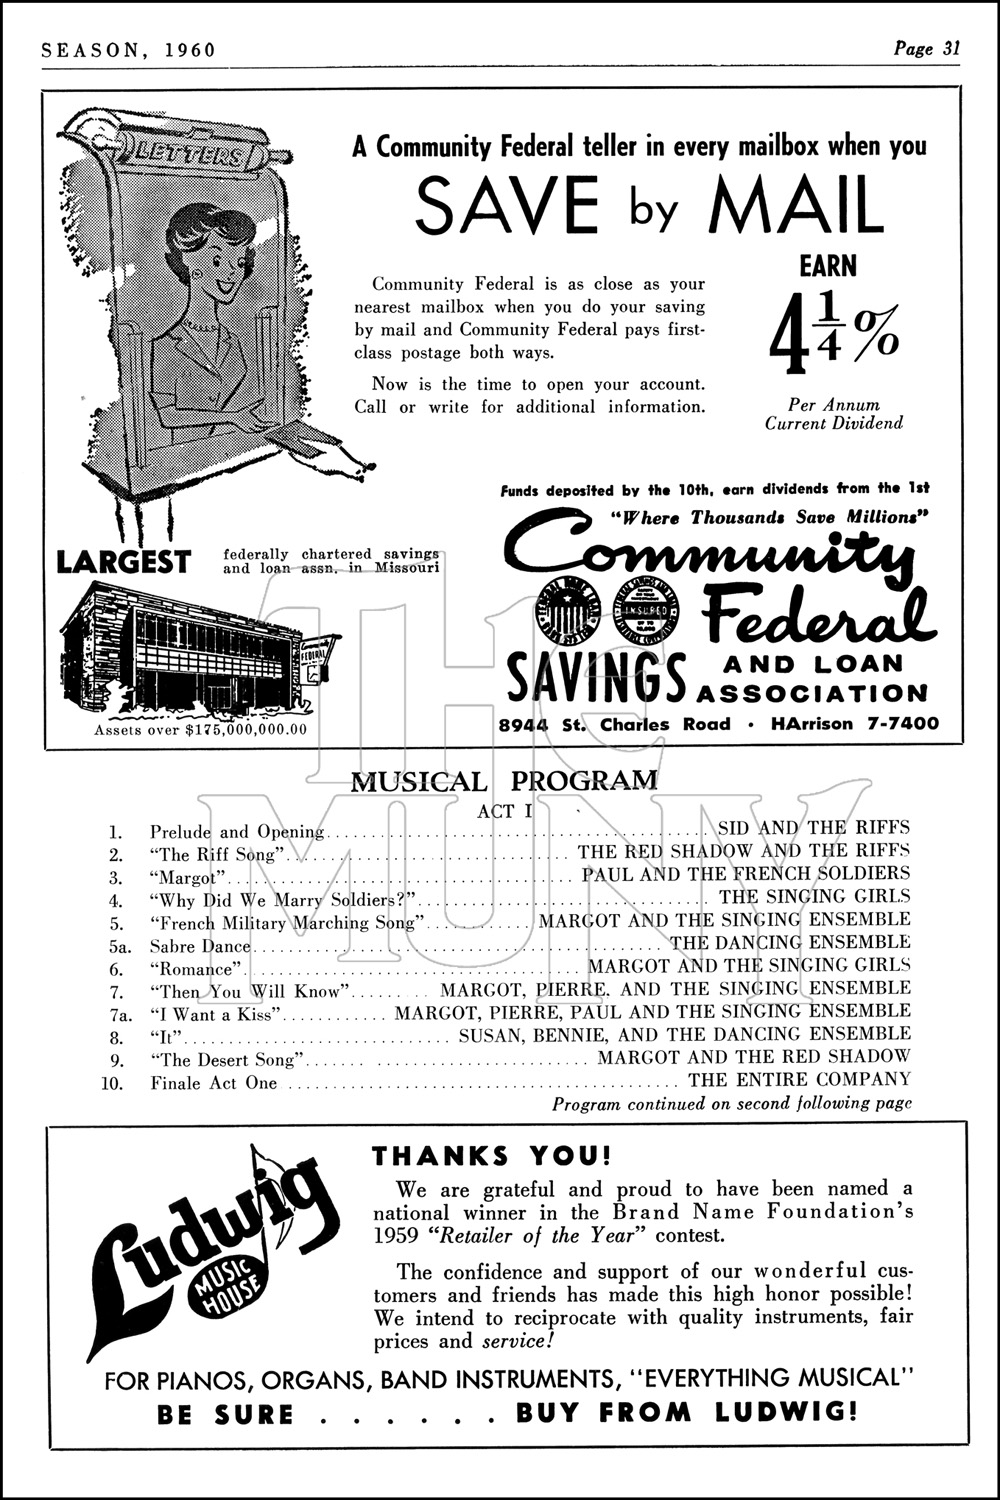 SEASON, 1960
Page 31
LETTERS
A Community Federal teller in every mailbox when you
SAVE by MAIL
Community Federal is as close as your
nearest mailbox when you do your saving
by mail and Community Federal pays first-
class postage both ways.
Now is the time to open your account.
Call or write for additional information.
EARN
4 1/4 %
Per Annum
Current Dividend
Funds deposited by the 10th, earn dividends from the 1st
"Where Thousands Save Millions"
Community
Federal
SAVINGS AND LOAN
ASSOCIATION
8944 St. Charles Road · HArrison 7-7400
FEDERAL HOME LOAN
BANK SYSTEM
INSURED
LARGEST
federally chartered savings
and loan assn. in Missouri
Community
FEDERAL
Assets over $175,000,000.00
THE
MUNY
MUSICAL PROGRAM
ACT I
1. Prelude and Opening........................................ SID AND THE RIFFS
2. "The Riff Song"................................ THE RED SHADOW AND THE RIFFS
3. "Margot"........................................ PAUL AND THE FRENCH SOLDIERS
4. "Why Did We Marry Soldiers?"................................ THE SINGING GIRLS
5. "French Military Marching Song"............ MARGOT AND THE SINGING ENSEMBLE
5a. Sabre Dance........................................ THE DANCING ENSEMBLE
6. "Romance"........................................ MARGOT AND THE SINGING GIRLS
7. "Then You Will Know"......... MARGOT, PIERRE, AND THE SINGING ENSEMBLE
7a. "I Want a Kiss"............ MARGOT, PIERRE, PAUL AND THE SINGING ENSEMBLE
8. "It"................................ SUSAN, BENNIE, AND THE DANCING ENSEMBLE
9. "The Desert Song"................................ MARGOT AND THE RED SHADOW
10. Finale Act One ........................................ THE ENTIRE COMPANY
Program continued on second following page
Ludwig
MUSIC
HOUSE
THANKS YOU!
We are grateful and proud to have been named a
national winner in the Brand Name Foundation's
1959 "Retailer of the Year" contest.
The confidence and support of our wonderful cus-
tomers and friends has made this high honor possible!
We intend to reciprocate with quality instruments, fair
prices and service!
FOR PIANOS, ORGANS, BAND INSTRUMENTS, "EVERYTHING MUSICAL"
BE SURE . . . . . . BUY FROM LUDWIG!